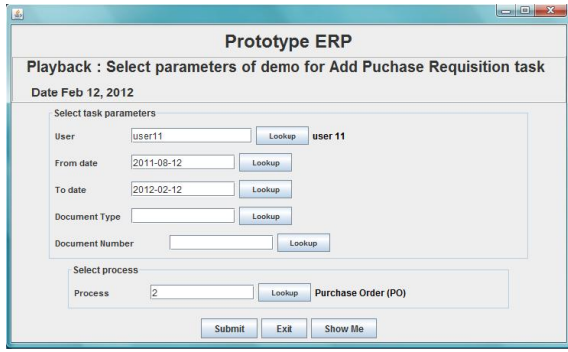 Prototype ERP
Playback : Select parameters of demo for Add Puchase Requisition task
Date Feb 12, 2012
Select task parameters
User user11 Lookup user 11
From date 2011-08-12 Lookup
To date 2012-02-12 Lookup
Document Type Lookup
Document Number Lookup
Select process
Process 2 Lookup Purchase Order (PO)
Submit Exit Show Me